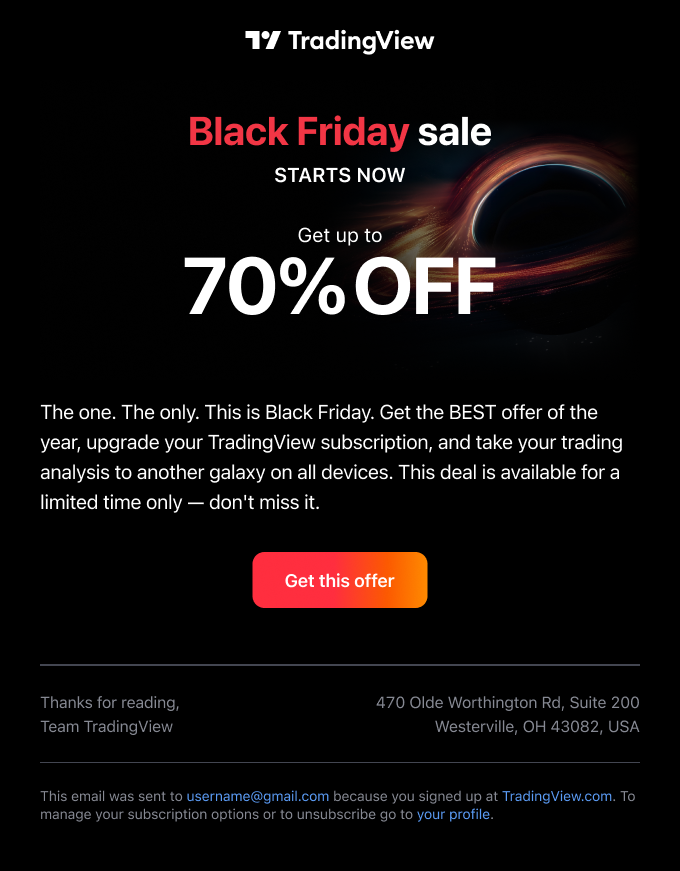 TradingView
Black Friday sale
STARTS NOW
Get up to
70% OFF
The one. The only. This is Black Friday. Get the BEST offer of the
year, upgrade your TradingView subscription, and take your trading
analysis to another galaxy on all devices. This deal is available for a
limited time only — don't miss it.
Get this offer
Thanks for reading,
Team TradingView
470 Olde Worthington Rd, Suite 200
Westerville, OH 43082, USA
This email was sent to username@gmail.com because you signed up at TradingView.com. To
manage your subscription options or to unsubscribe go to your profile.